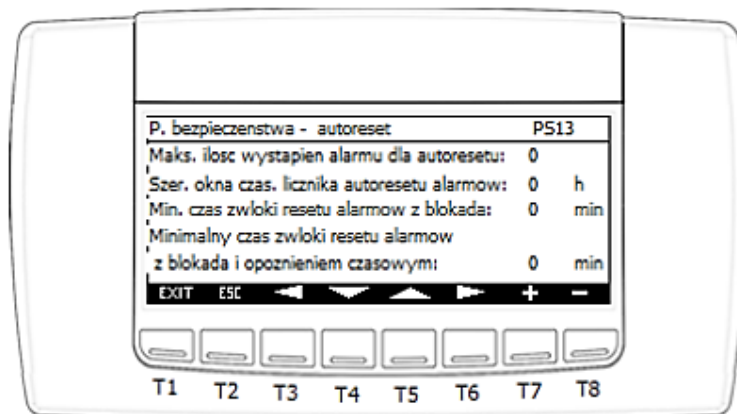 P. bezpieczenstwa - autoreset PS13
Maks. ilosc wystapien alarmu dla autoresetu: 0
Szer. okna czas. licznika autoresetu alarmow: 0 h
Min. czas zwloki resetu alarmow z blokada: 0 min
Minimalny czas zwloki resetu alarmow
z blokada i opoznieniem czasowym: 0 min
EXIT ESC + −
T1 T2 T3 T4 T5 T6 T7 T8